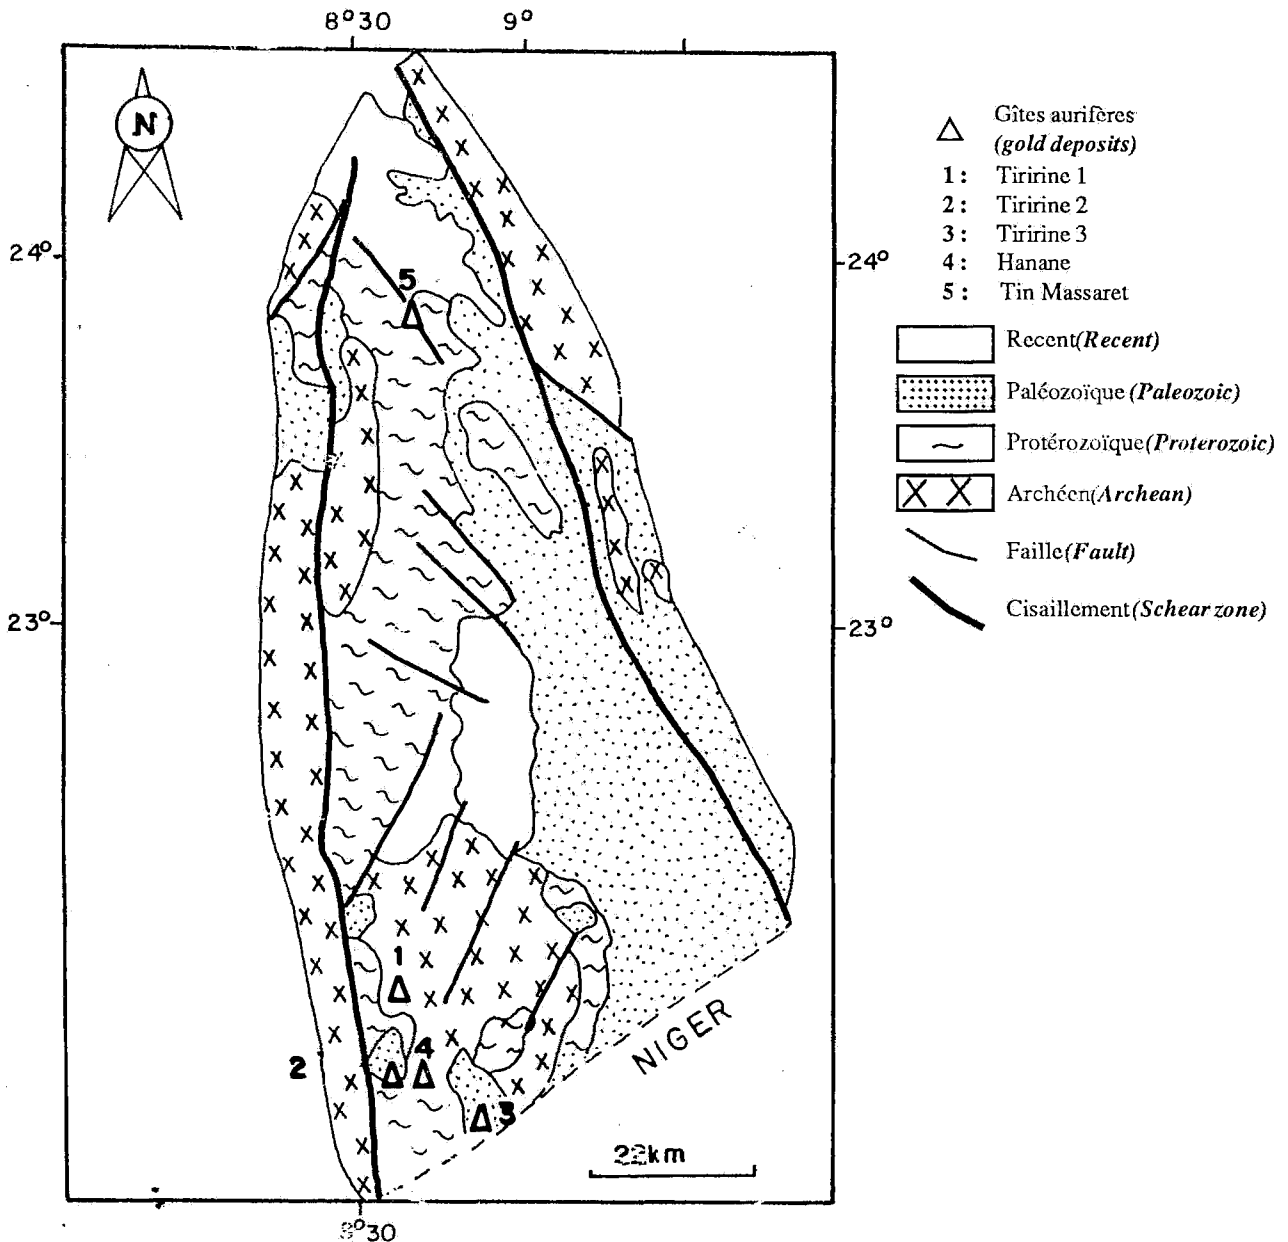 8°30 9°
N
Gîtes aurifères
(gold deposits)
1: Tiririne 1
2: Tiririne 2
3: Tiririne 3
4: Hanane
5: Tin Massaret
24°
24°
5
Recent(Recent)
Paléozoïque (Paleozoic)
Protérozoïque(Proterozoic)
Archéen(Archean)
Faille(Fault)
Cisaillement(Schear zone)
23°
23°
1
2
4
3
NIGER
22km
8°30